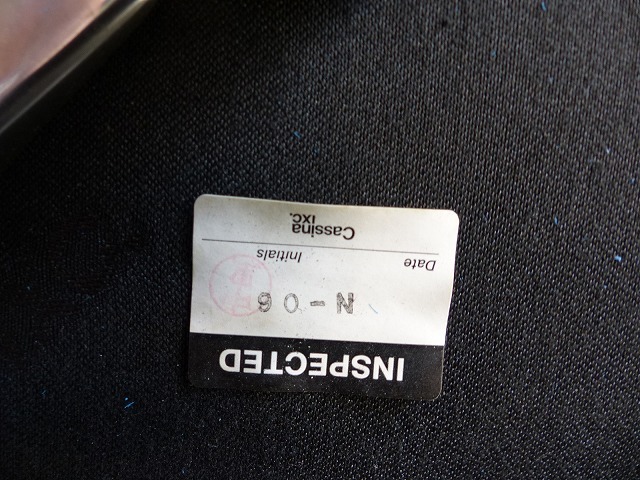 INSPECTED
N-06
Date Initials
Cassina
IXC.